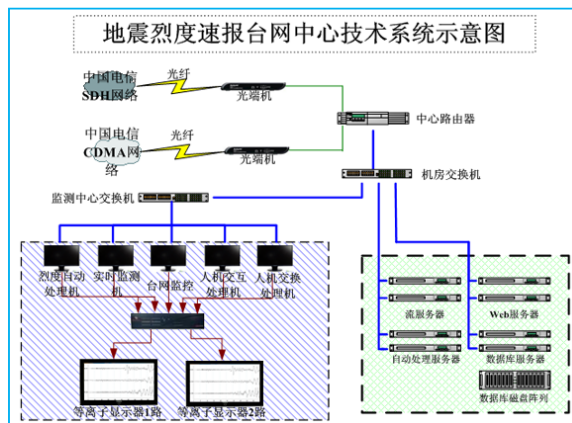 地震烈度速报台网中心技术系统示意图
中国电信
SDH网络
光纤
光端机
中心路由器
中国电信
CDMA网
络
光纤
光端机
机房交换机
监测中心交换机
烈度自动
处理机
实时监测
机
台网监控
人机交互
处理机
人机交换
处理机
流服务器
Web服务器
自动处理服务器
数据库服务器
数据库磁盘阵列
等离子显示器1路
等离子显示器2路